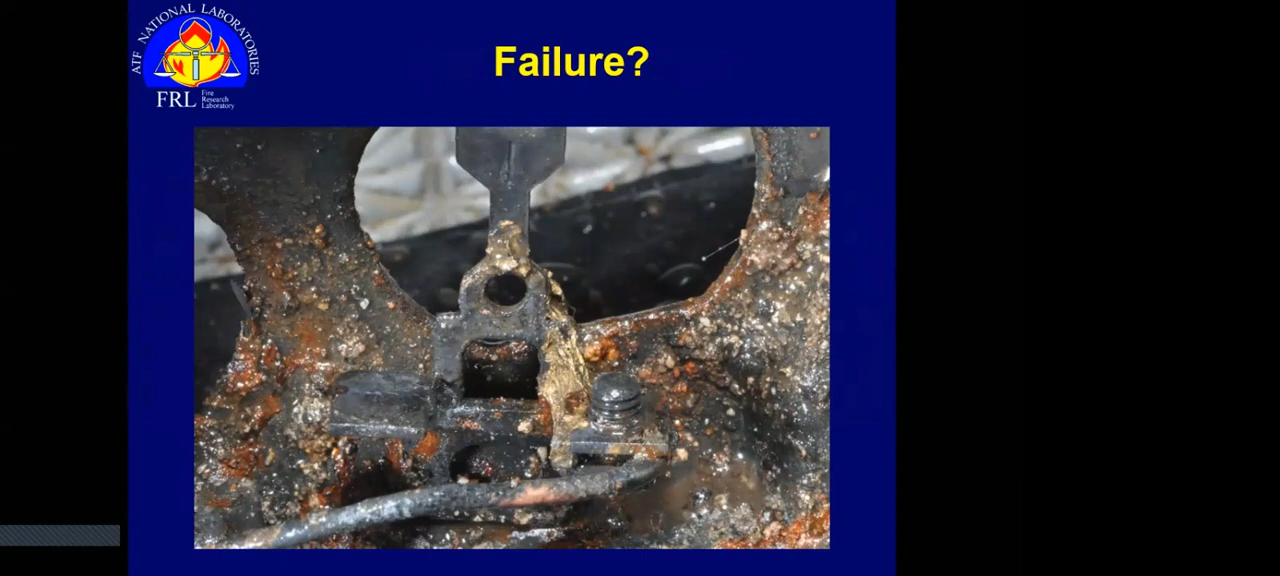 ATF NATIONAL LABORATORIES
Failure?
FRL Fire
Research
Laboratory